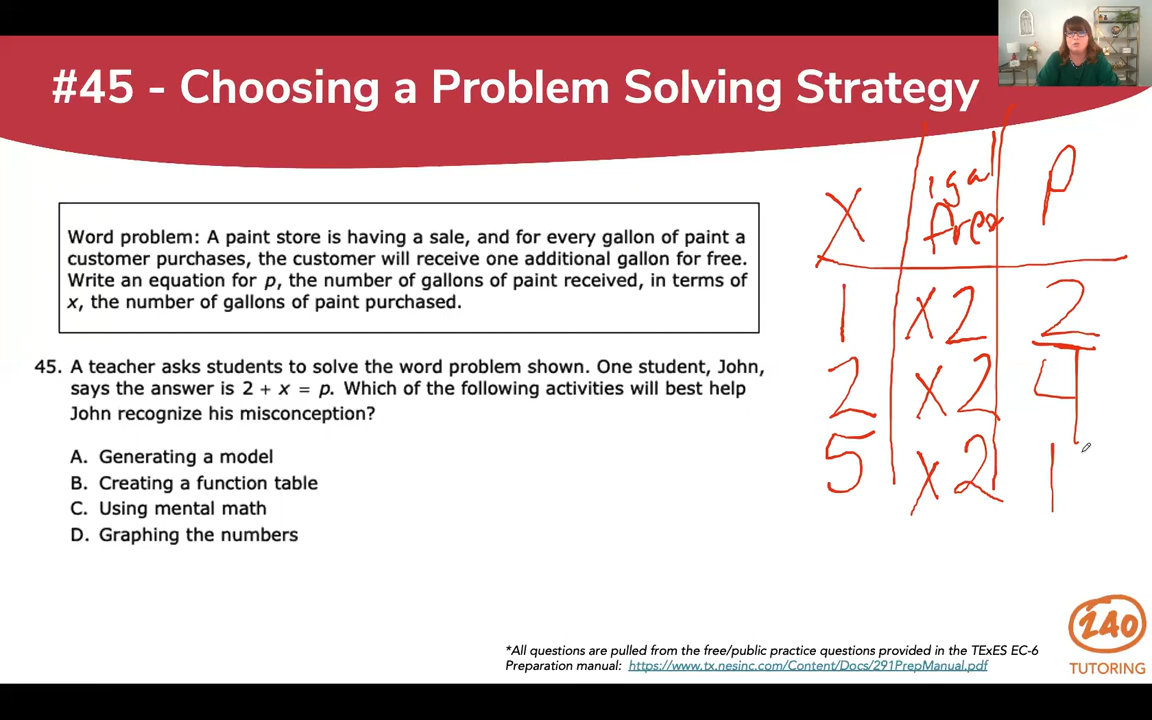 #45 - Choosing a Problem Solving Strategy
Word problem: A paint store is having a sale, and for every gallon of paint a
customer purchases, the customer will receive one additional gallon for free.
Write an equation for p, the number of gallons of paint received, in terms of
x, the number of gallons of paint purchased.
45. A teacher asks students to solve the word problem shown. One student, John,
says the answer is 2 + x = p. Which of the following activities will best help
John recognize his misconception?
A. Generating a model
B. Creating a function table
C. Using mental math
D. Graphing the numbers
X
1 gal
free
P
1 x2 2
2 x2 4
5 x2 1
*All questions are pulled from the free/public practice questions provided in the TExES EC-6
Preparation manual: https://www.tx.nesinc.com/Content/Docs/291PrepManual.pdf
240
TUTORING